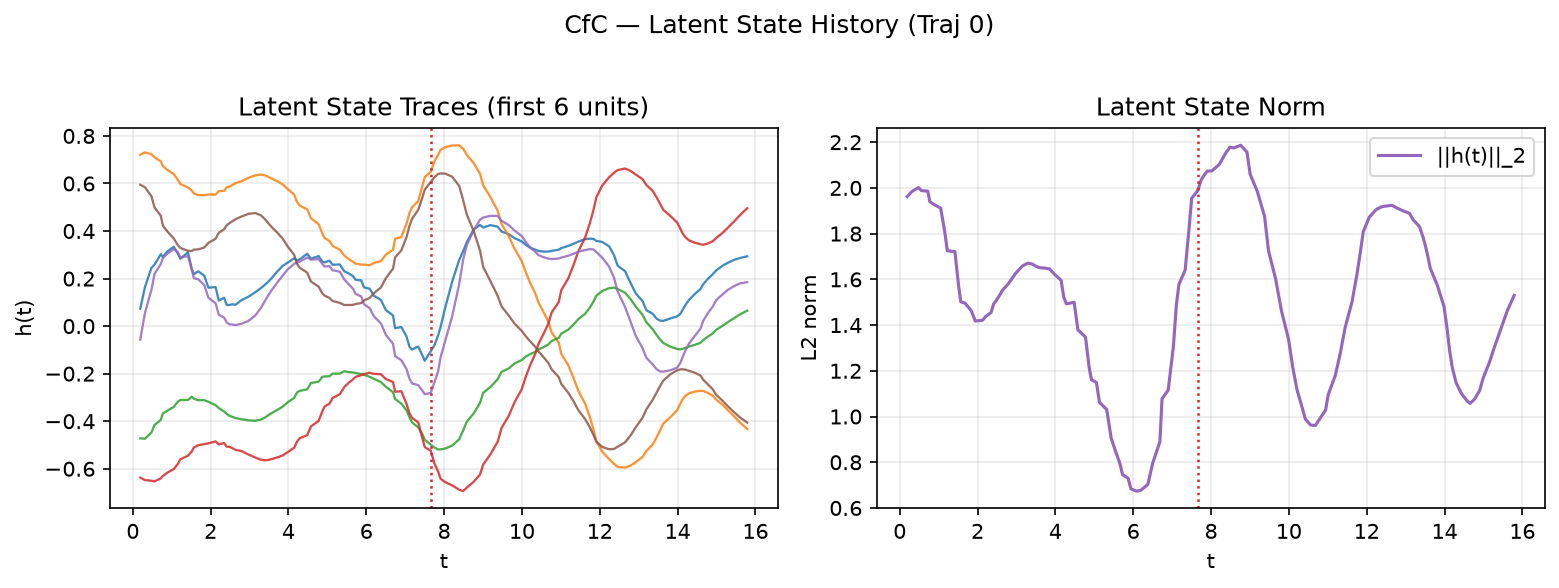 CfC — Latent State History (Traj 0)
Latent State Traces (first 6 units)
h(t)
0.8
0.6
0.4
0.2
0.0
−0.2
−0.4
−0.6
0 2 4 6 8 10 12 14 16
t
Latent State Norm
L2 norm
2.2
2.0
1.8
1.6
1.4
1.2
1.0
0.8
0.6
||h(t)||_2
0 2 4 6 8 10 12 14 16
t